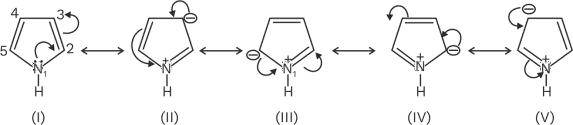 4 3
5 2
N 1
H
(I)
⊖
+
N
H
(II)
⊖
+
N 1
H
(III)
⊖
+
N
H
(IV)
⊖
+
N
H
(V)